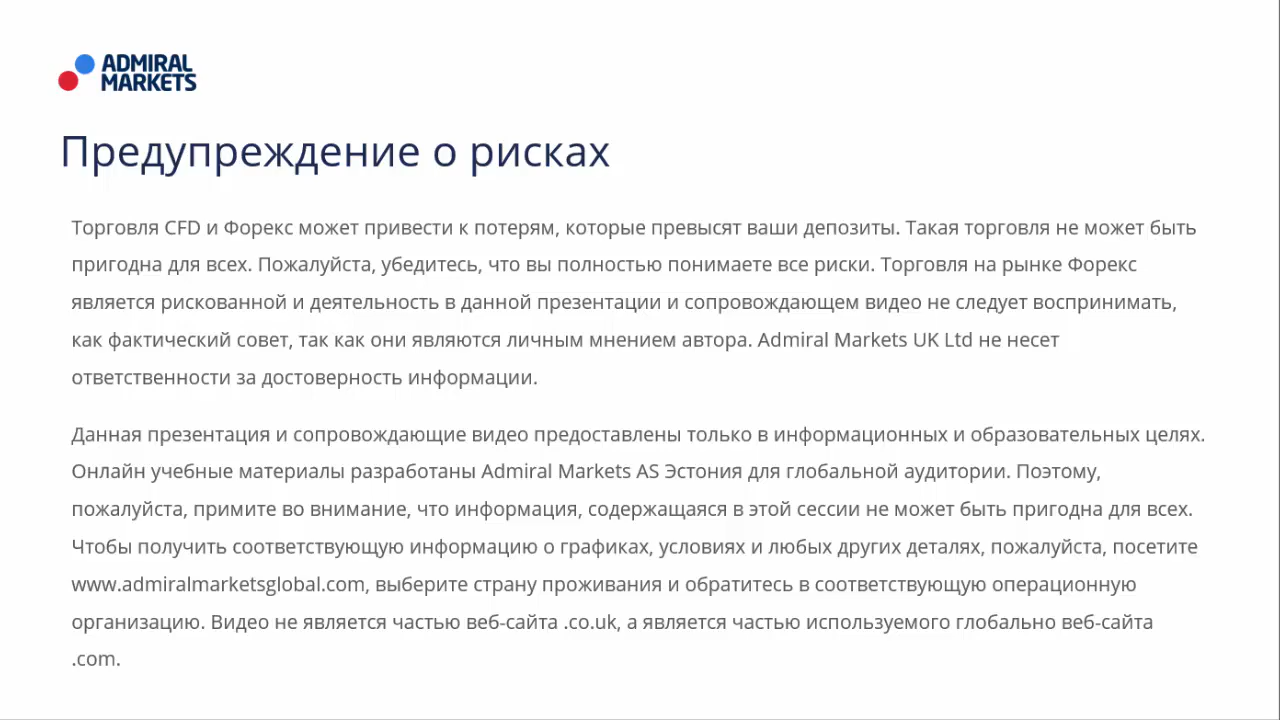 ADMIRAL
MARKETS
Предупреждение о рисках
Торговля CFD и Форекс может привести к потерям, которые превысят ваши депозиты. Такая торговля не может быть
пригодна для всех. Пожалуйста, убедитесь, что вы полностью понимаете все риски. Торговля на рынке Форекс
является рискованной и деятельность в данной презентации и сопровождающем видео не следует воспринимать,
как фактический совет, так как они являются личным мнением автора. Admiral Markets UK Ltd не несет
ответственности за достоверность информации.
Данная презентация и сопровождающие видео предоставлены только в информационных и образовательных целях.
Онлайн учебные материалы разработаны Admiral Markets AS Эстония для глобальной аудитории. Поэтому,
пожалуйста, примите во внимание, что информация, содержащаяся в этой сессии не может быть пригодна для всех.
Чтобы получить соответствующую информацию о графиках, условиях и любых других деталях, пожалуйста, посетите
www.admiralmarketsglobal.com, выберите страну проживания и обратитесь в соответствующую операционную
организацию. Видео не является частью веб-сайта .co.uk, а является частью используемого глобально веб-сайта
.com.